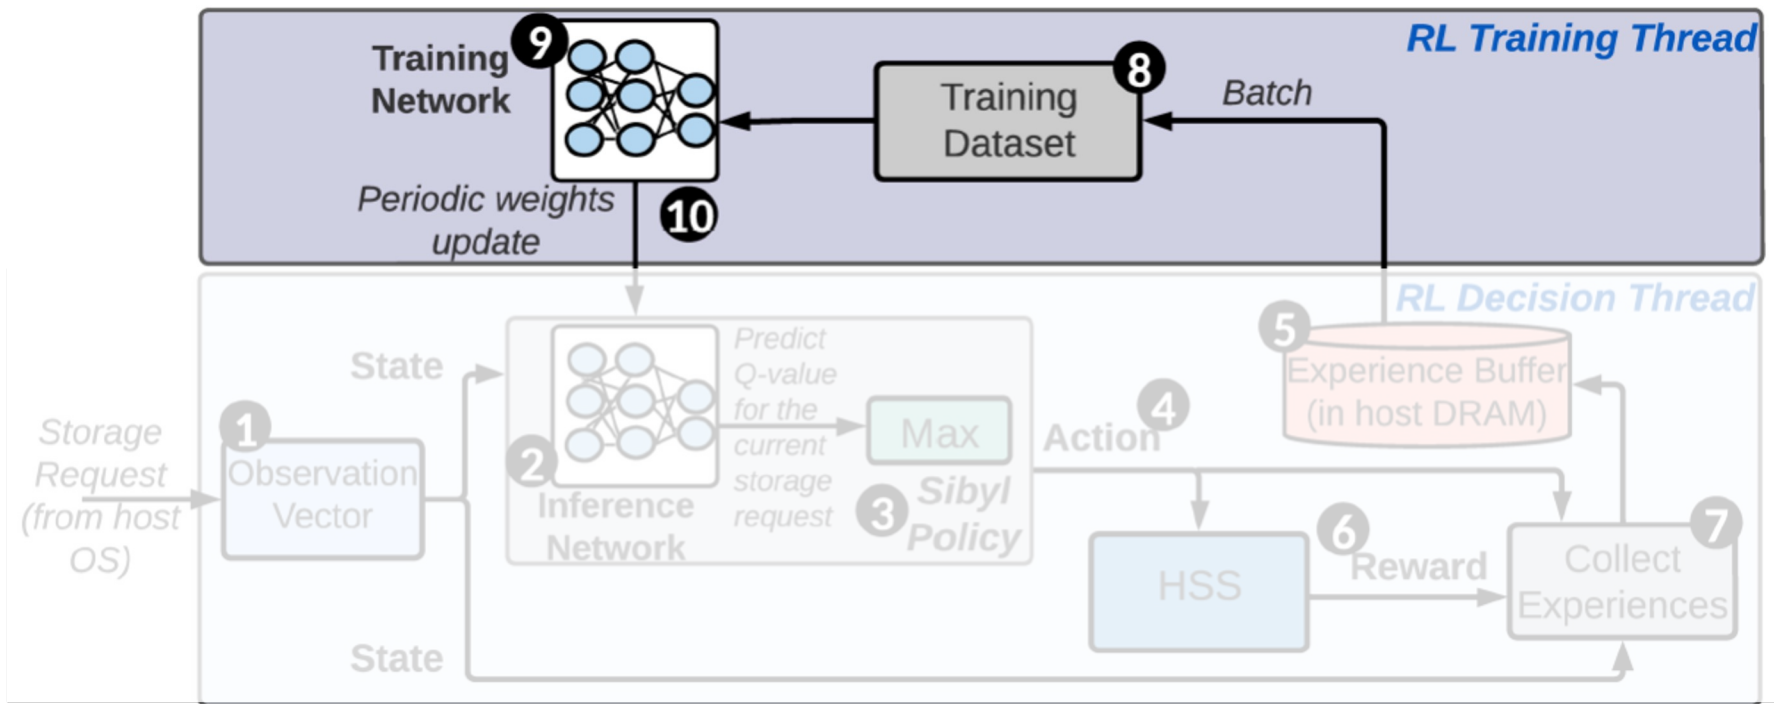 RL Training Thread
9
Training
Network
8
Training
Dataset
Batch
Periodic weights
update
10
RL Decision Thread
5
Experience Buffer
(in host DRAM)
State
Predict
Q-value
for the
current
storage
request
Max
4
Action
1
Storage
Request
(from host
OS)
Observation
Vector
2
Inference
Network
3
Sibyl
Policy
6
Reward
7
Collect
Experiences
HSS
State